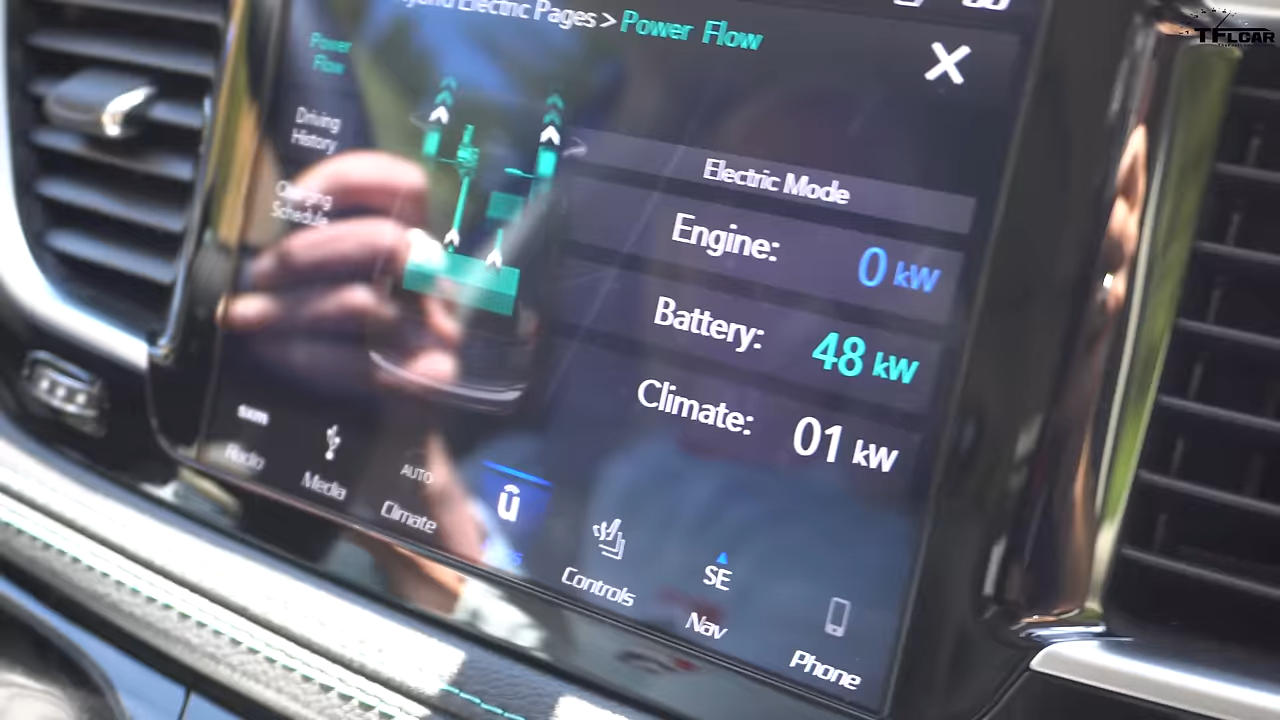 Electric Pages > Power Flow
TFLCAR
Power
Flow
Driving
History
Charging
Schedule
Electric Mode
Engine: 0 kW
Battery: 48 kW
Climate: 01 kW
SXM
Radio
Media
AUTO
Climate
Controls
SE
Nav
Phone